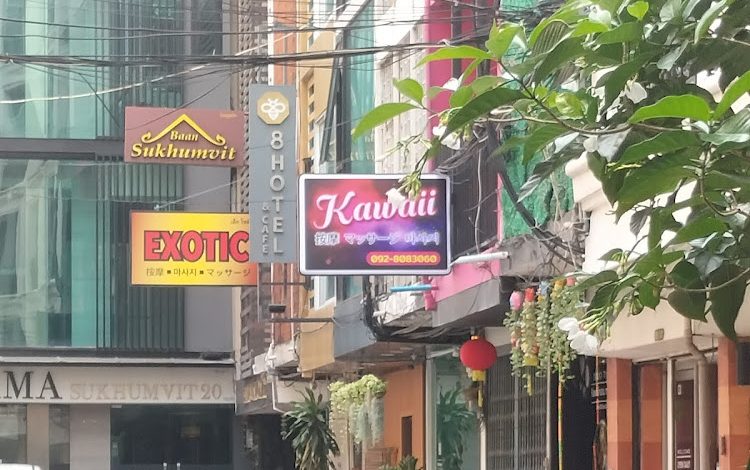 Baan
Sukhumvit
8 HOTEL
& CAFE
EXOTIC
按摩 ■ 마사지 ■ マッサージ
Kawaii
按摩 マッサージ 마사지
092-8083660
MA
SUKHUMVIT 20